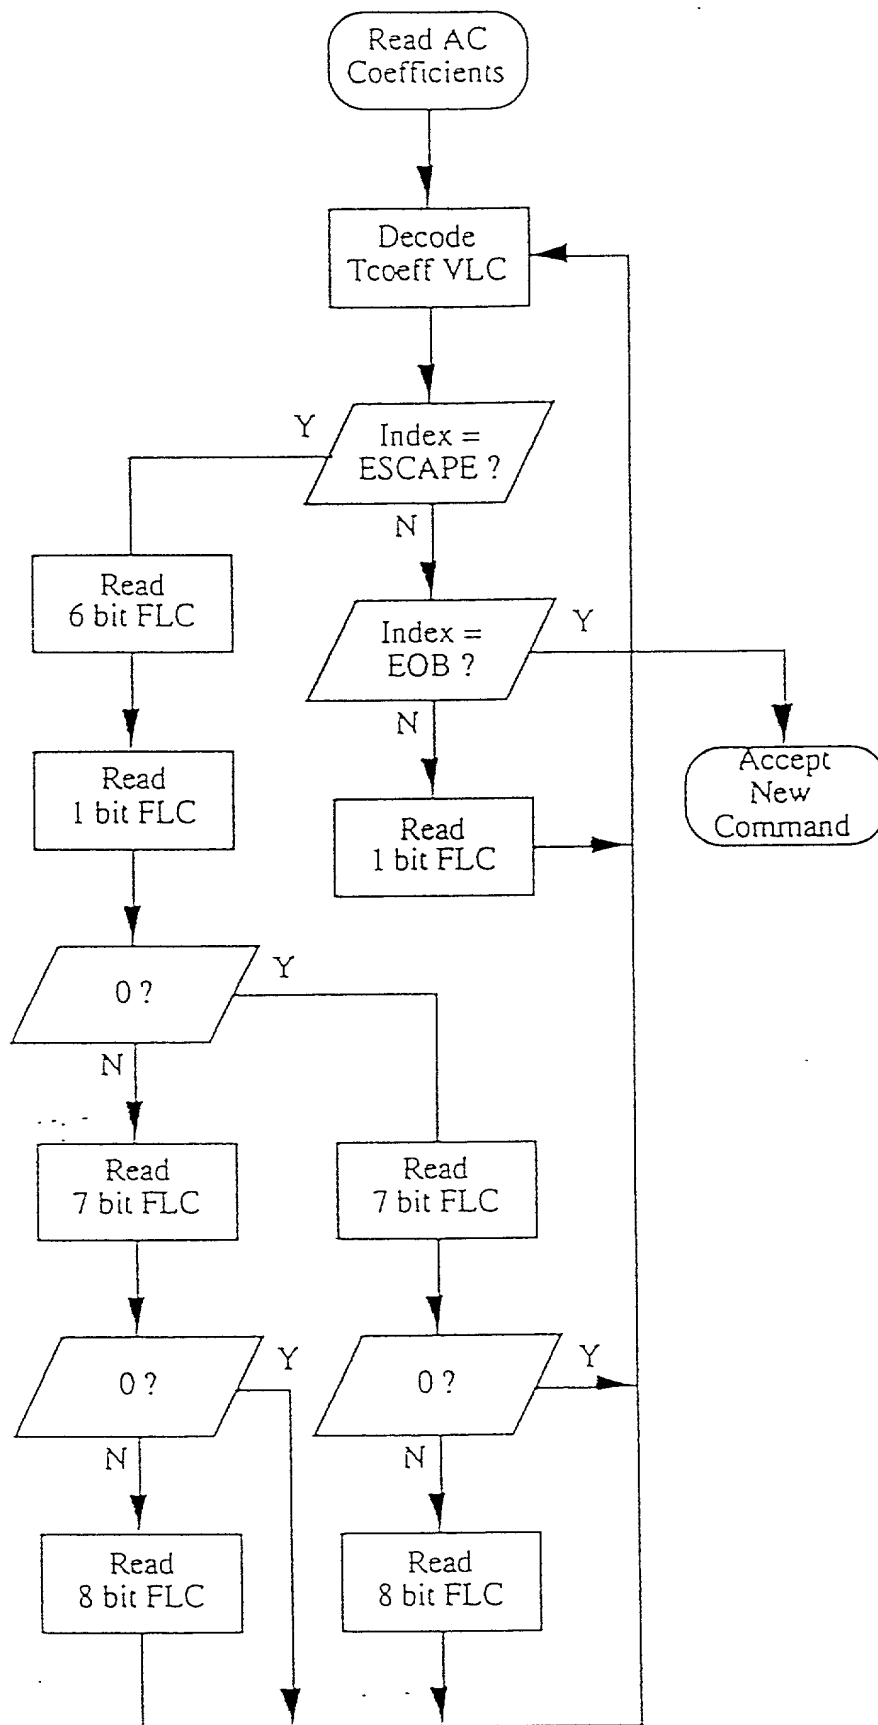 Read AC
Coefficients
Decode
Tcoeff VLC
Index =
ESCAPE ?
Y
N
Read
6 bit FLC
Index =
EOB ?
Y
N
Read
1 bit FLC
Accept
New
Command
Read
1 bit FLC
0 ?
Y
N
Read
7 bit FLC
Read
7 bit FLC
0 ?
Y
N
0 ?
Y
N
Read
8 bit FLC
Read
8 bit FLC